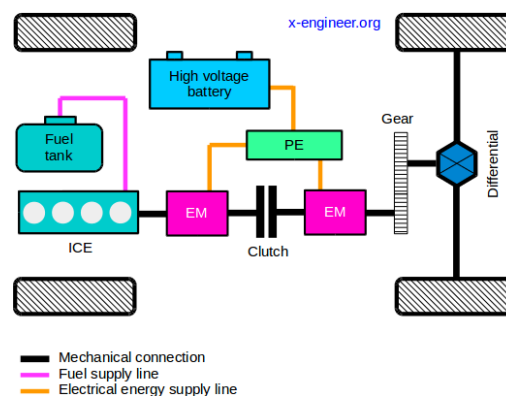 x-engineer.org
High voltage
battery
Fuel
tank
Gear
PE
Differential
EM
EM
ICE
Clutch
Mechanical connection
Fuel supply line
Electrical energy supply line